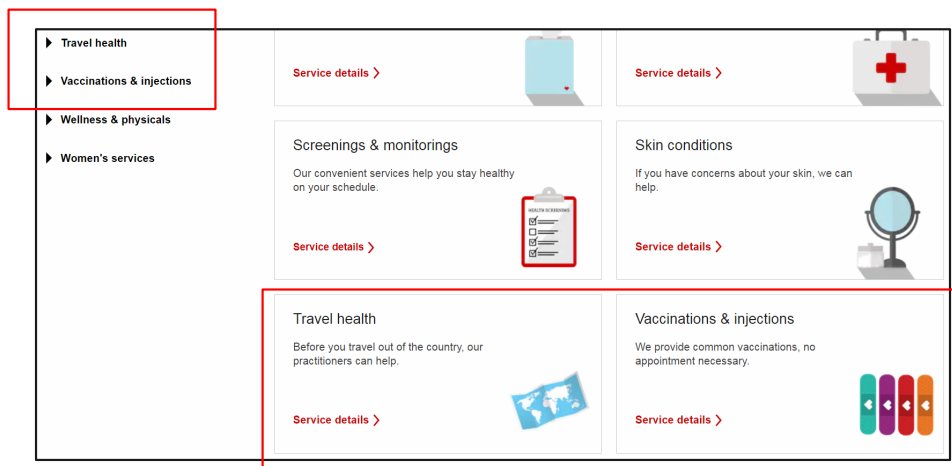 Travel health
Vaccinations & injections
Wellness & physicals
Women's services
Service details
Service details
Screenings & monitorings
Our convenient services help you stay healthy
on your schedule.
HEALTH SCREENINGS
Service details
Skin conditions
If you have concerns about your skin, we can
help.
Service details
Travel health
Before you travel out of the country, our
practitioners can help.
Service details
Vaccinations & injections
We provide common vaccinations, no
appointment necessary.
Service details